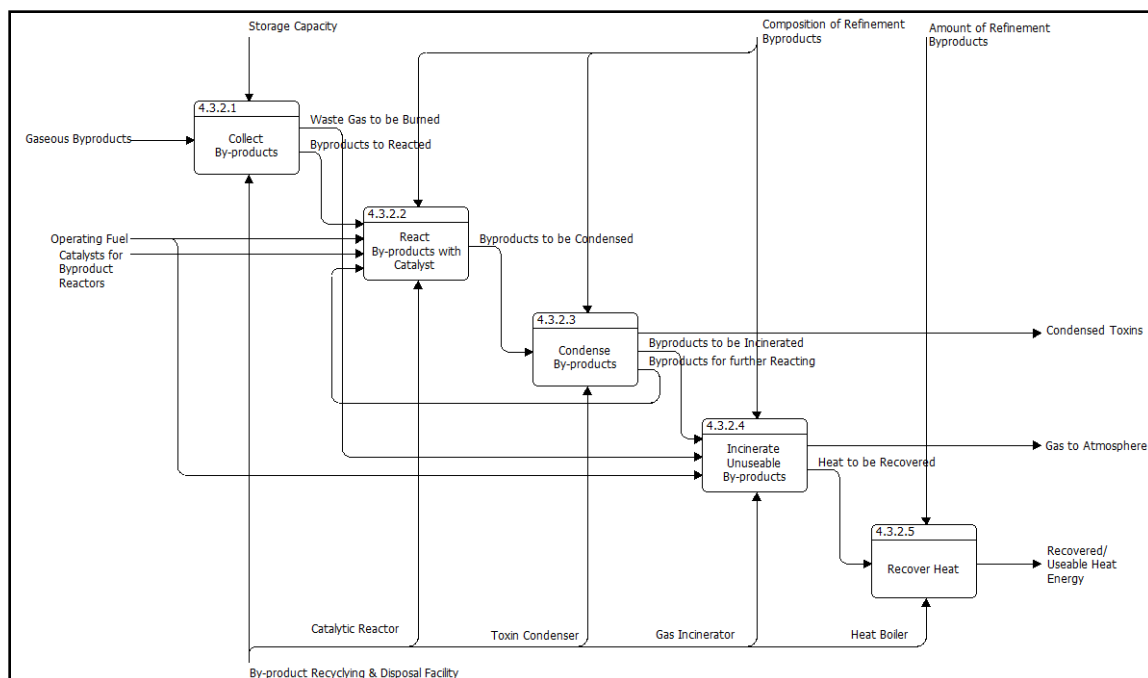 Storage Capacity
Composition of Refinement
Byproducts
Amount of Refinement
Byproducts
4.3.2.1
Collect
By-products
Gaseous Byproducts
Waste Gas to be Burned
Byproducts to Reacted
4.3.2.2
React
By-products with
Catalyst
Operating Fuel
Catalysts for
Byproduct
Reactors
Byproducts to be Condensed
4.3.2.3
Condense
By-products
Condensed Toxins
Byproducts to be Incinerated
Byproducts for further Reacting
4.3.2.4
Incinerate
Unuseable
By-products
Gas to Atmosphere
Heat to be Recovered
4.3.2.5
Recover Heat
Recovered/
Useable Heat
Energy
Catalytic Reactor
Toxin Condenser
Gas Incinerator
Heat Boiler
By-product Recyclying & Disposal Facility